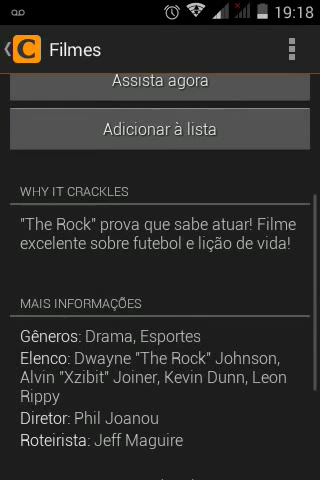 19:18
C Filmes
Assista agora
Adicionar à lista
WHY IT CRACKLES
"The Rock" prova que sabe atuar! Filme
excelente sobre futebol e lição de vida!
MAIS INFORMAÇÕES
Gêneros: Drama, Esportes
Elenco: Dwayne "The Rock" Johnson,
Alvin "Xzibit" Joiner, Kevin Dunn, Leon
Rippy
Diretor: Phil Joanou
Roteirista: Jeff Maguire